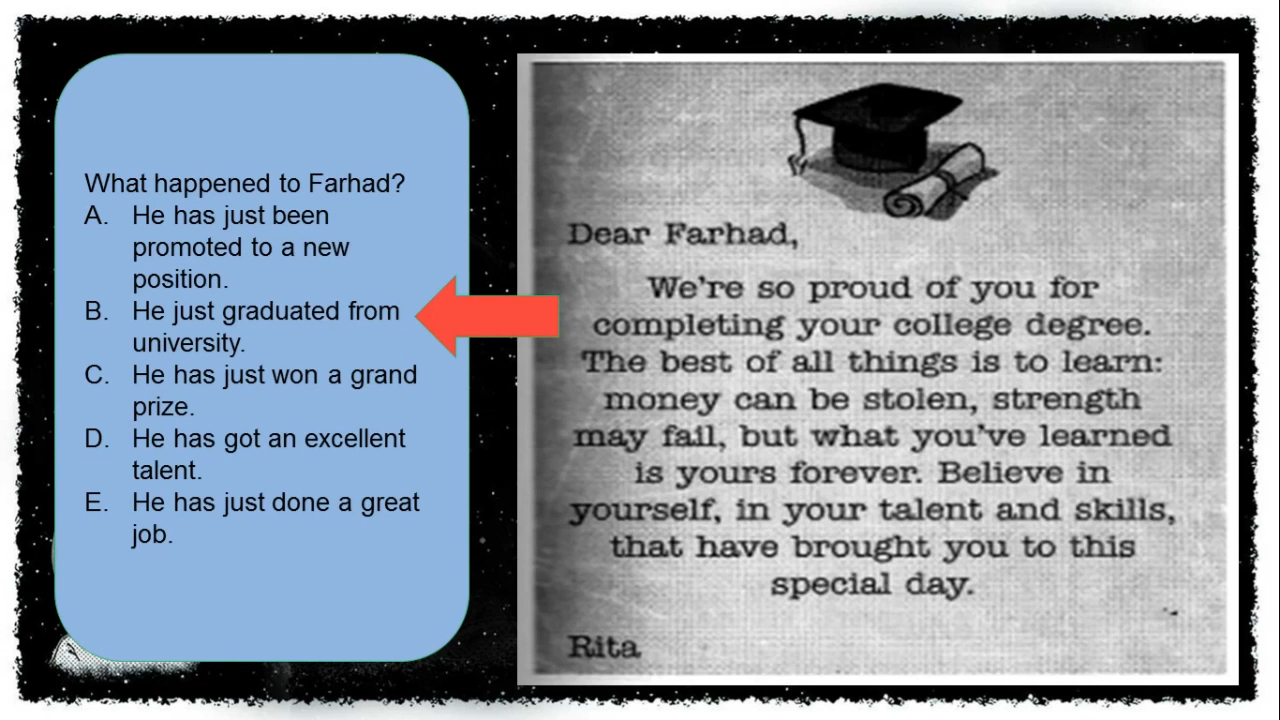 What happened to Farhad?
A. He has just been
promoted to a new
position.
B. He just graduated from
university.
C. He has just won a grand
prize.
D. He has got an excellent
talent.
E. He has just done a great
job.
Dear Farhad,
We're so proud of you for
completing your college degree.
The best of all things is to learn:
money can be stolen, strength
may fail, but what you've learned
is yours forever. Believe in
yourself, in your talent and skills,
that have brought you to this
special day.
Rita